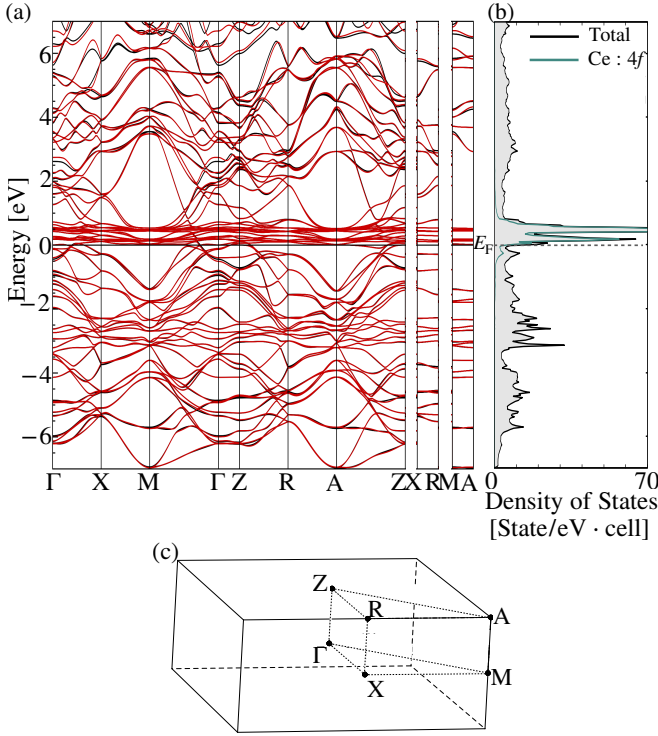 (a)
(b)
6
4
2
0
−2
−4
−6
Energy [eV]
Γ X M Γ Z R A Z X R M A
Total
Ce : 4f
E_F
0 70
Density of States
[State/eV · cell]
(c)
Z
R
A
Γ
X
M